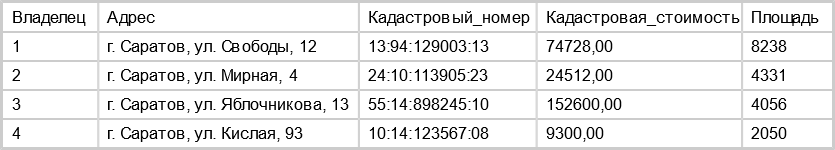 Владелец Адрес Кадастровый_номер Кадастровая_стоимость Площадь
1 г. Саратов, ул. Свободы, 12 13:94:129003:13 74728,00 8238
2 г. Саратов, ул. Мирная, 4 24:10:113905:23 24512,00 4331
3 г. Саратов, ул. Яблочникова, 13 55:14:898245:10 152600,00 4056
4 г. Саратов, ул. Кислая, 93 10:14:123567:08 9300,00 2050